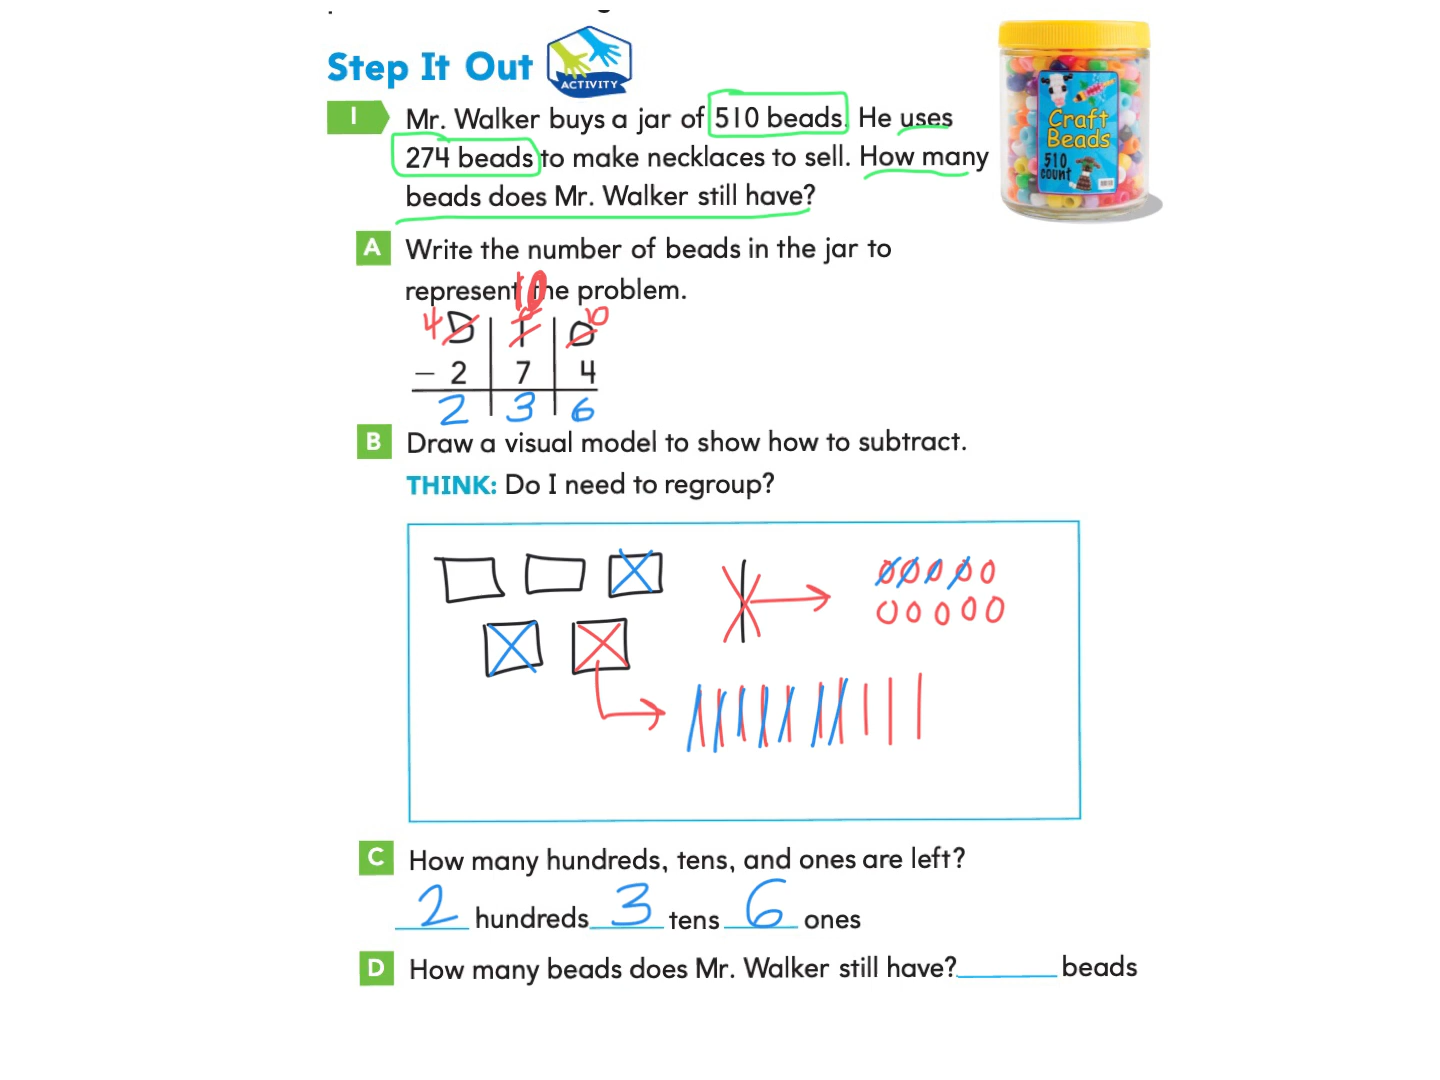 Step It Out
ACTIVITY
1 Mr. Walker buys a jar of 510 beads. He uses
274 beads to make necklaces to sell. How many
beads does Mr. Walker still have?
Craft
Beads
510
count
A Write the number of beads in the jar to
represent the problem.
10
4 5 1 0 10
- 2 7 4
2 3 6
B Draw a visual model to show how to subtract.
THINK: Do I need to regroup?
C How many hundreds, tens, and ones are left?
2 hundreds 3 tens 6 ones
D How many beads does Mr. Walker still have? beads